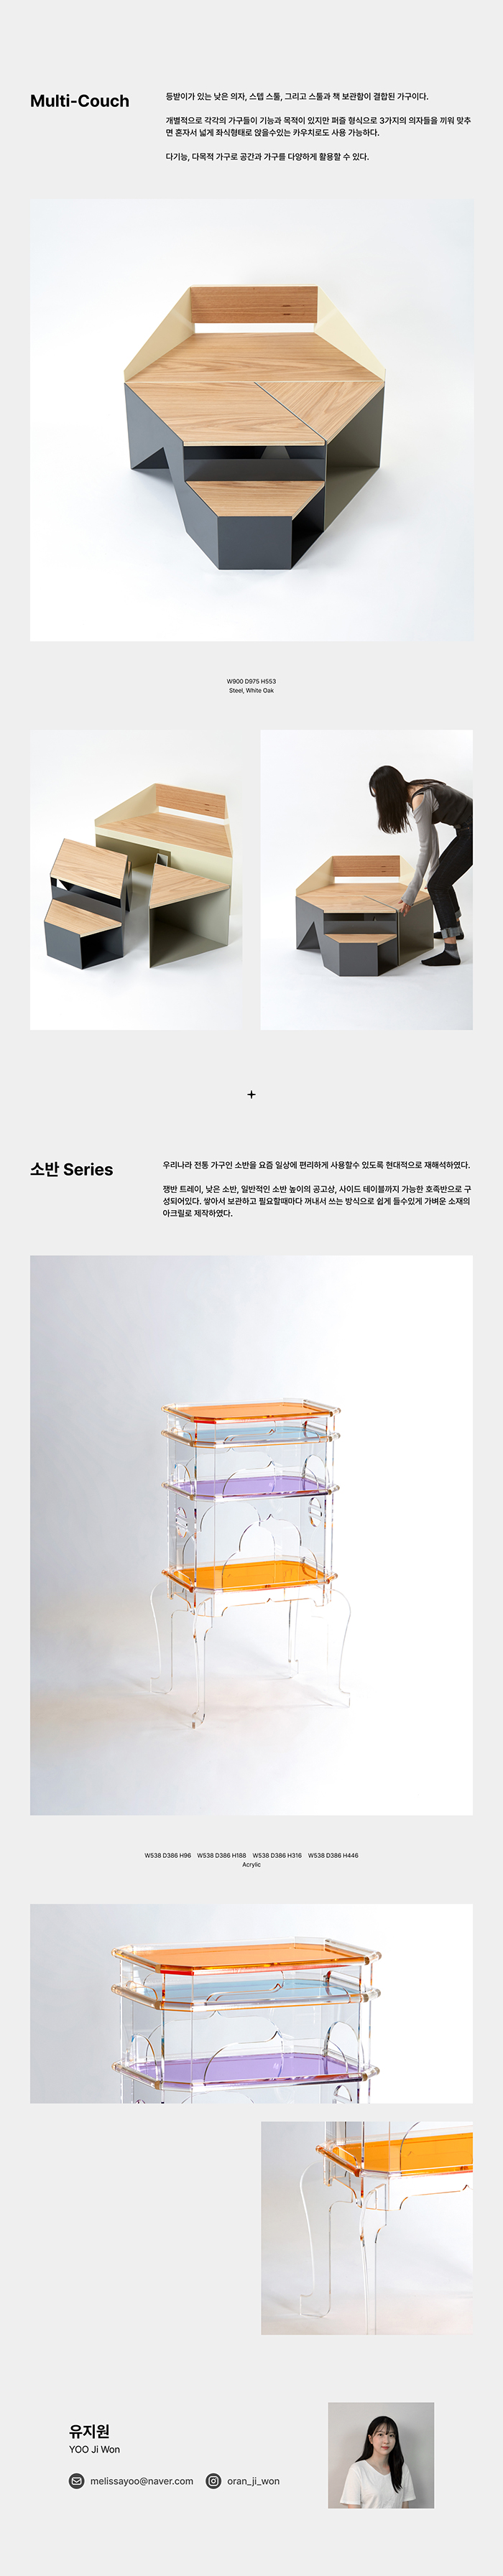 Multi-Couch
등받이가 있는 낮은 의자, 스텝 스툴, 그리고 스툴과 책 보관함이 결합된 가구이다.
개별적으로 각각의 가구들이 기능과 목적이 있지만 퍼즐 형식으로 3가지의 의자들을 끼워 맞추
면 혼자서 넓게 좌식형태로 앉을수있는 카우치로도 사용 가능하다.
다기능, 다목적 가구로 공간과 가구를 다양하게 활용할 수 있다.
W900 D975 H553
Steel, White Oak
소반 Series
우리나라 전통 가구인 소반을 요즘 일상에 편리하게 사용할수 있도록 현대적으로 재해석하였다.
쟁반 트레이, 낮은 소반, 일반적인 소반 높이의 공고상, 사이드 테이블까지 가능한 호족반으로 구
성되어있다. 쌓아서 보관하고 필요할때마다 꺼내서 쓰는 방식으로 쉽게 들수있게 가벼운 소재의
아크릴로 제작하였다.
W538 D386 H96 W538 D386 H188 W538 D386 H316 W538 D386 H446
Acrylic
유지원
YOO Ji Won
melissayoo@naver.com oran_ji_won